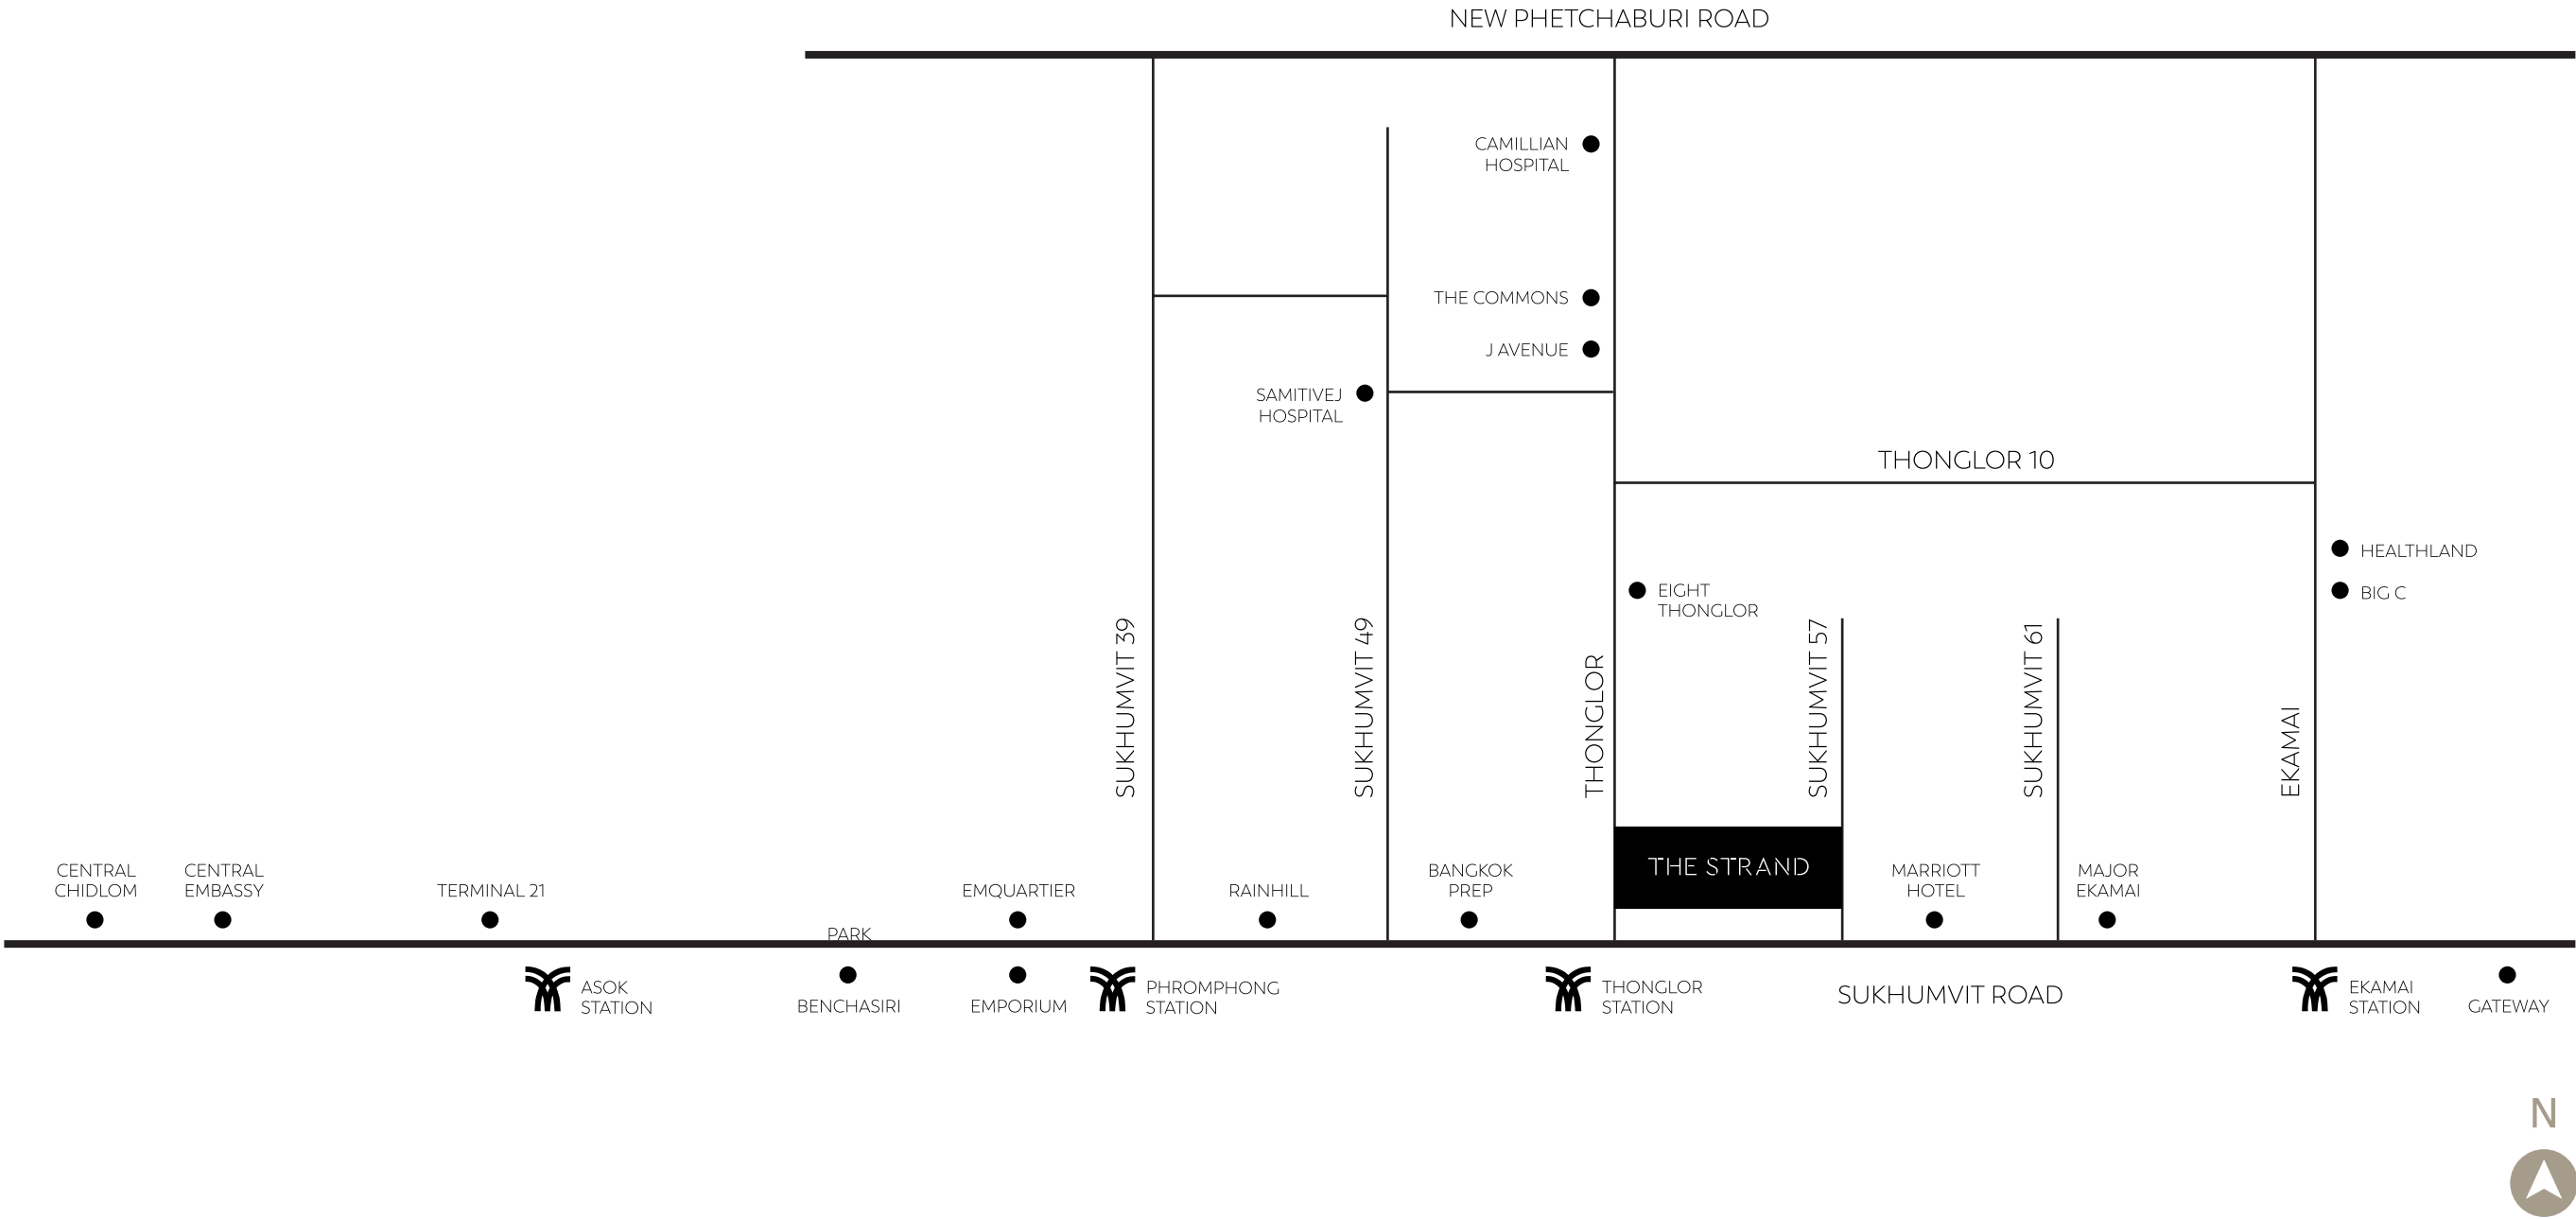 NEW PHETCHABURI ROAD
CAMILLIAN
HOSPITAL
THE COMMONS
J AVENUE
SAMITIVEJ
HOSPITAL
THONGLOR 10
HEALTHLAND
BIG C
EIGHT
THONGLOR
SUKHUMVIT 39
SUKHUMVIT 49
THONGLOR
SUKHUMVIT 57
SUKHUMVIT 61
EKAMAI
THE STRAND
CENTRAL
CHIDLOM
CENTRAL
EMBASSY
TERMINAL 21
PARK
BENCHASIRI
EMQUARTIER
EMPORIUM
RAINHILL
BANGKOK
PREP
MARRIOTT
HOTEL
MAJOR
EKAMAI
ASOK
STATION
PHROMPHONG
STATION
THONGLOR
STATION
SUKHUMVIT ROAD
EKAMAI
STATION
GATEWAY
N